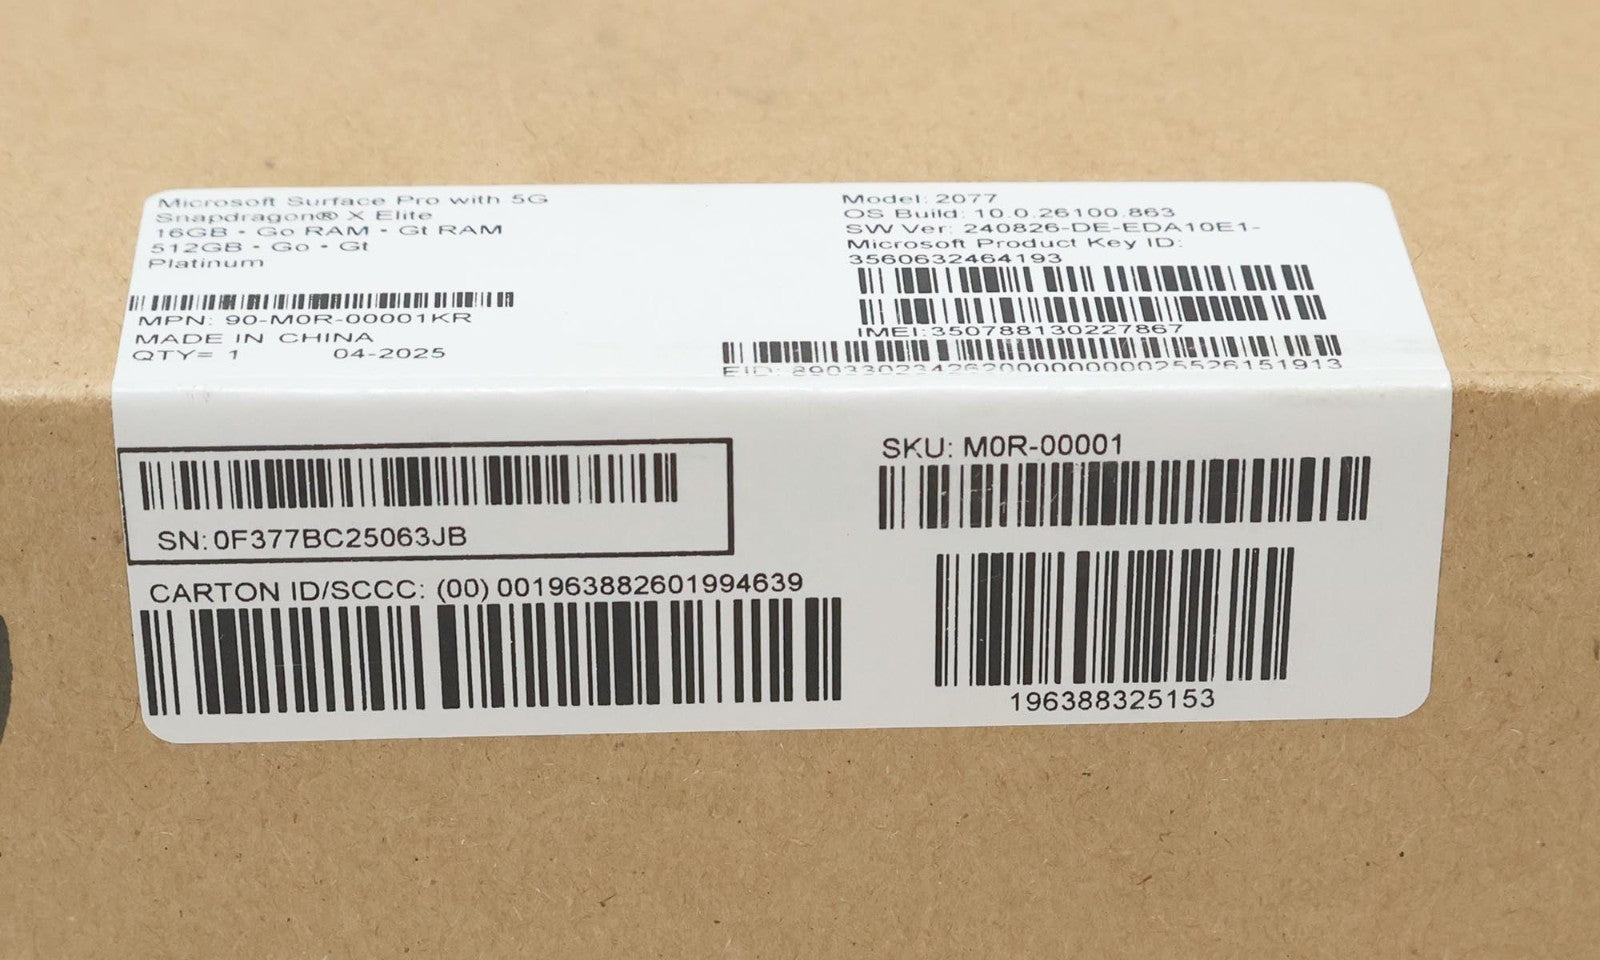 Microsoft Surface Pro with 5G
Snapdragon® X Elite
16GB • Go RAM • Gt RAM
512GB • Go • Gt
Platinum
MPN: 90-M0R-00001KR
MADE IN CHINA
QTY= 1 04-2025
Model: 2077
OS Build: 10.0.26100.863
SW Ver: 240826-DE-EDA10E1-
Microsoft Product Key ID:
3560632464193
IMEI:350788130227867
EID: 89033023426200000000025526151913
SN:0F377BC25063JB
CARTON ID/SCCC: (00) 001963882601994639
SKU: M0R-00001
196388325153